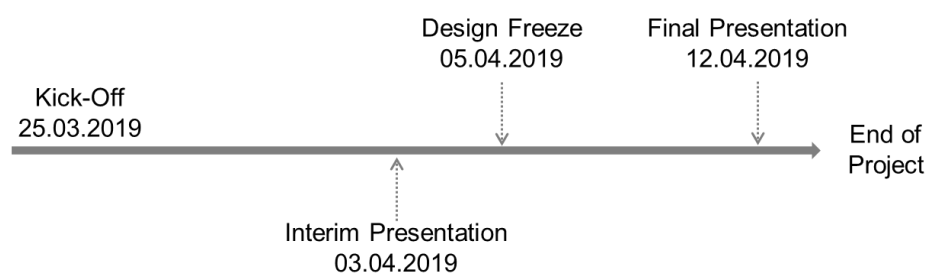 Design Freeze
05.04.2019
Final Presentation
12.04.2019
Kick-Off
25.03.2019
End of
Project
Interim Presentation
03.04.2019